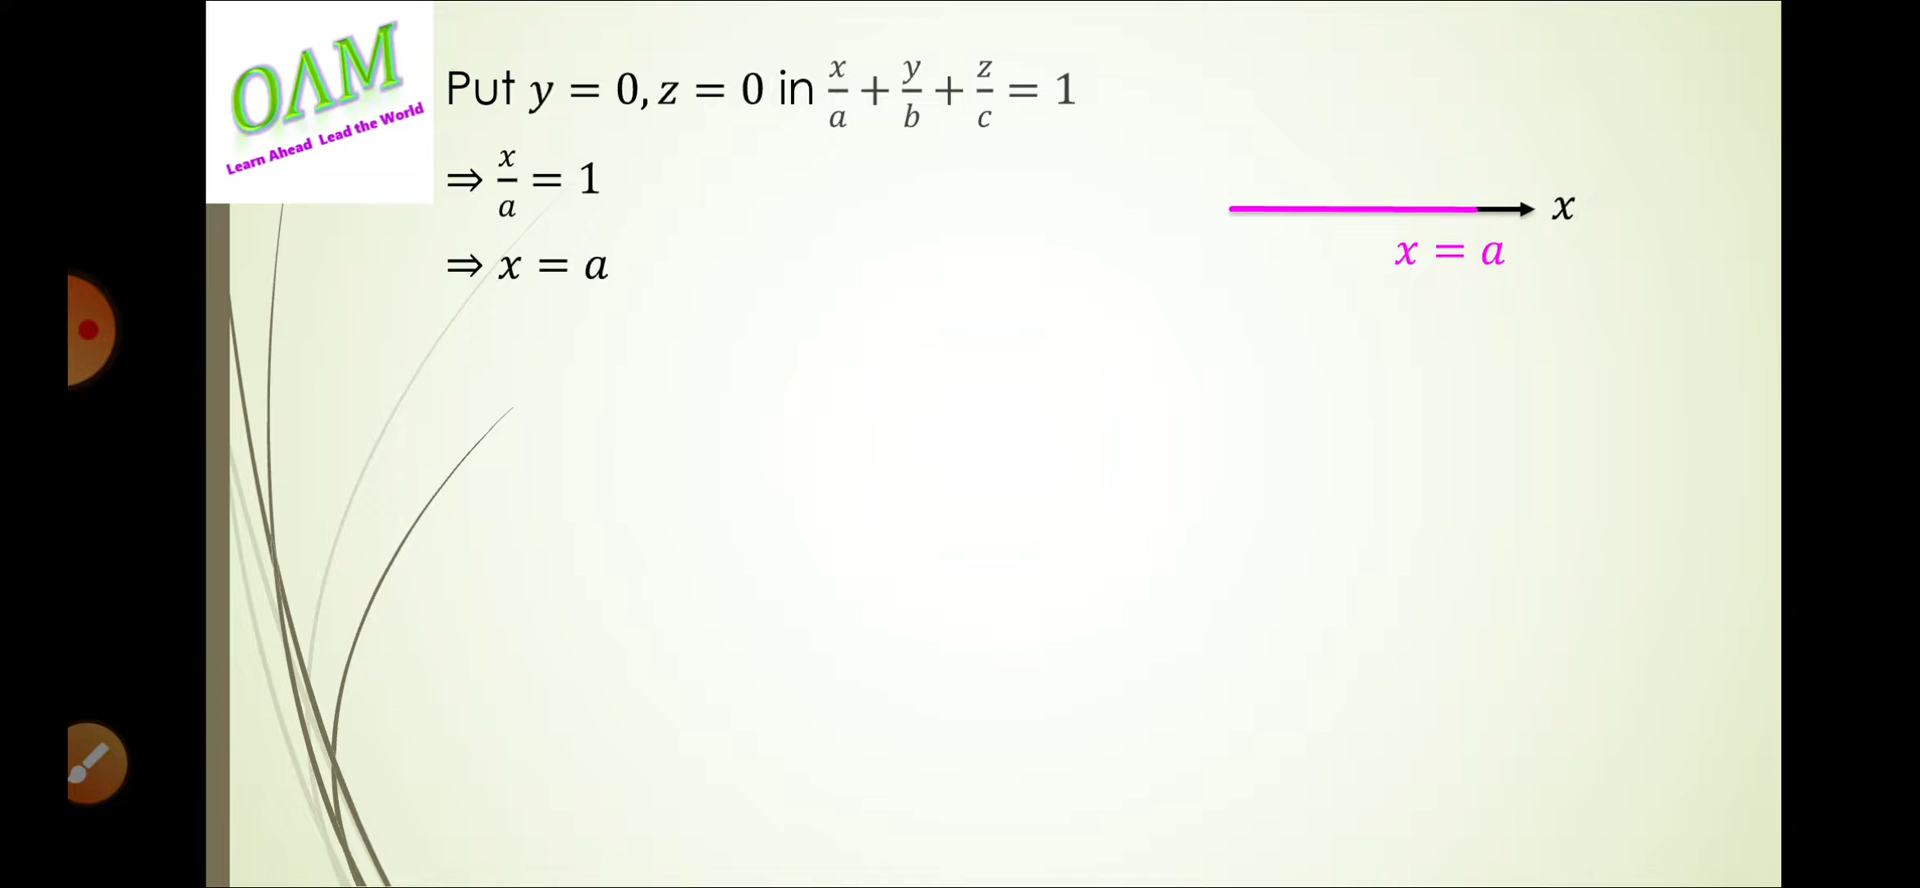 OΛM
Learn Ahead Lead the World
Put y = 0, z = 0 in x/a + y/b + z/c = 1
⇒ x/a = 1
⇒ x = a
x
x = a